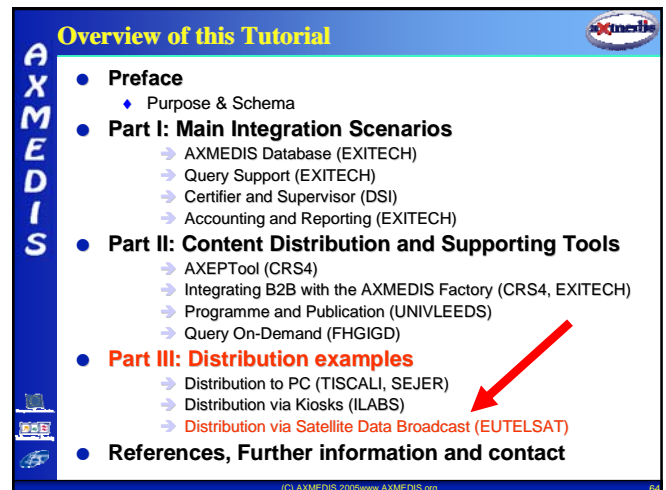 Overview of this Tutorial
axmedis
AXMEDIS
Preface
Purpose & Schema
Part I: Main Integration Scenarios
AXMEDIS Database (EXITECH)
Query Support (EXITECH)
Certifier and Supervisor (DSI)
Accounting and Reporting (EXITECH)
Part II: Content Distribution and Supporting Tools
AXEPTool (CRS4)
Integrating B2B with the AXMEDIS Factory (CRS4, EXITECH)
Programme and Publication (UNIVLEEDS)
Query On-Demand (FHGIGD)
Part III: Distribution examples
Distribution to PC (TISCALI, SEJER)
Distribution via Kiosks (ILABS)
Distribution via Satellite Data Broadcast (EUTELSAT)
References, Further information and contact
(C) AXMEDIS 2005www.AXMEDIS.org
64